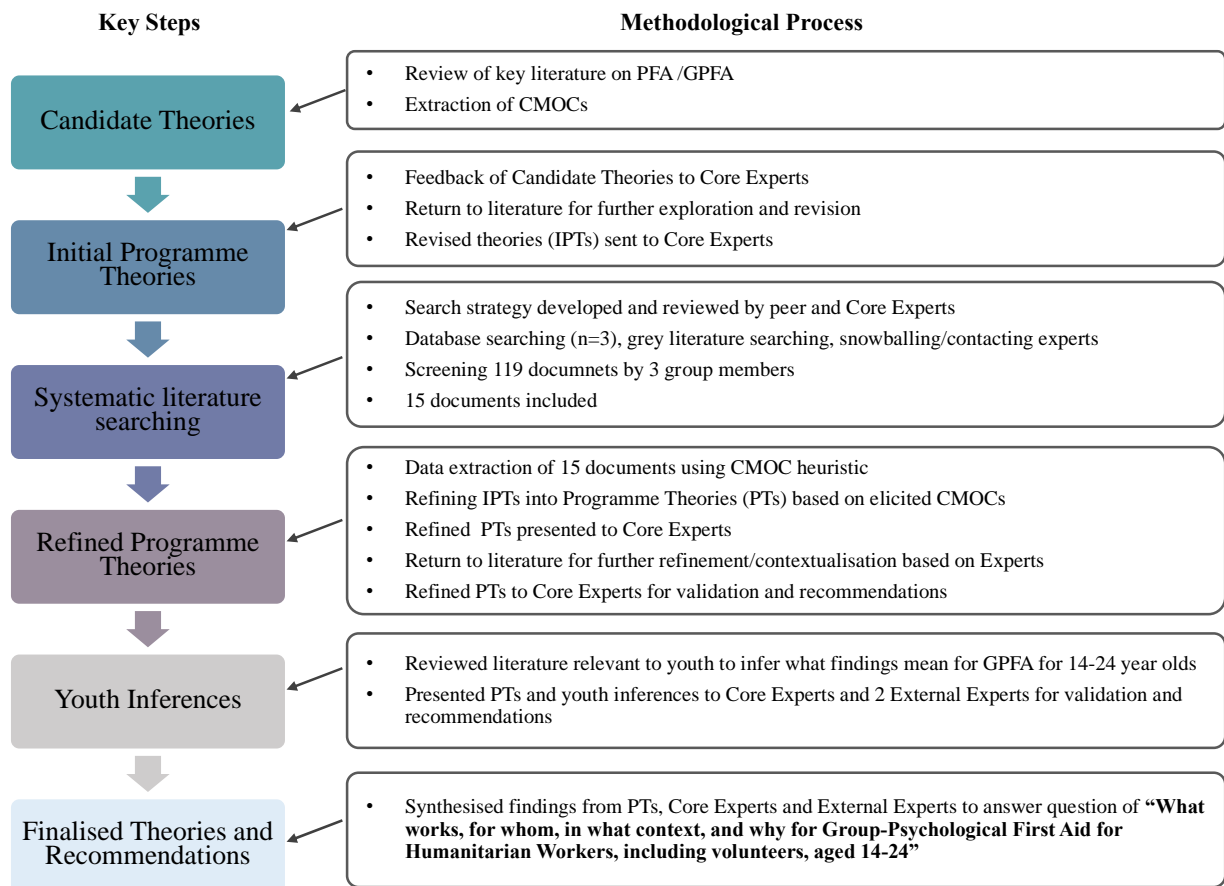 Key Steps
Methodological Process
Candidate Theories
• Review of key literature on PFA /GPFA
• Extraction of CMOCs
Initial Programme
Theories
• Feedback of Candidate Theories to Core Experts
• Return to literature for further exploration and revision
• Revised theories (IPTs) sent to Core Experts
Systematic literature
searching
• Search strategy developed and reviewed by peer and Core Experts
• Database searching (n=3), grey literature searching, snowballing/contacting experts
• Screening 119 documnets by 3 group members
• 15 documents included
Refined Programme
Theories
• Data extraction of 15 documents using CMOC heuristic
• Refining IPTs into Programme Theories (PTs) based on elicited CMOCs
• Refined PTs presented to Core Experts
• Return to literature for further refinement/contextualisation based on Experts
• Refined PTs to Core Experts for validation and recommendations
Youth Inferences
• Reviewed literature relevant to youth to infer what findings mean for GPFA for 14-24 year olds
• Presented PTs and youth inferences to Core Experts and 2 External Experts for validation and
recommendations
Finalised Theories and
Recommendations
• Synthesised findings from PTs, Core Experts and External Experts to answer question of “What
works, for whom, in what context, and why for Group-Psychological First Aid for
Humanitarian Workers, including volunteers, aged 14-24”